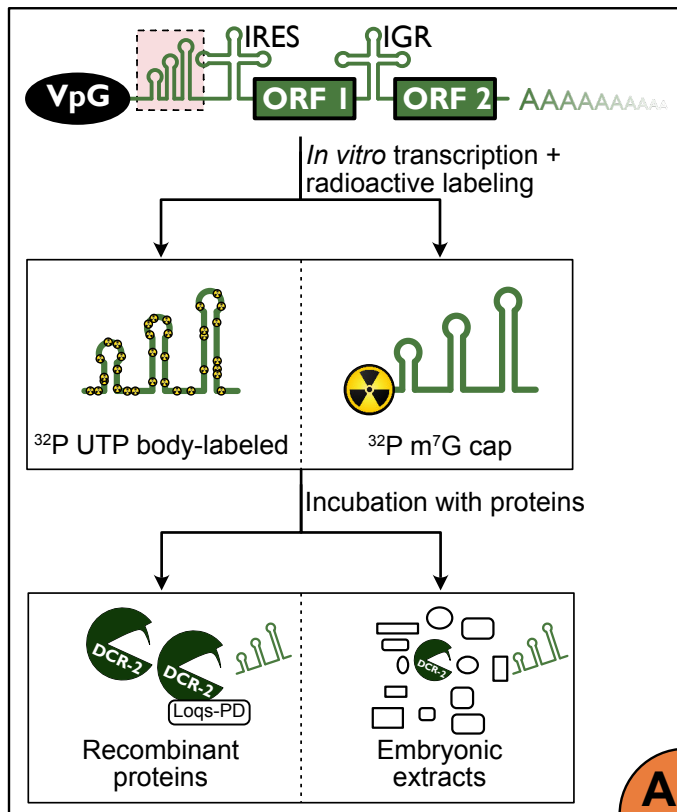 IRES
IGR
VpG
ORF 1
ORF 2
AAAAAAAAAAA
In vitro transcription +
radioactive labeling
³²P UTP body-labeled
³²P m⁷G cap
Incubation with proteins
DCR-2
DCR-2
Loqs-PD
DCR-2
Recombinant
proteins
Embryonic
extracts
A